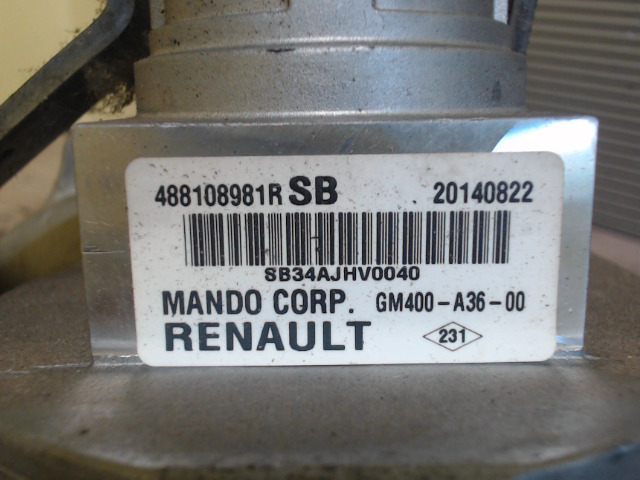 488108981R SB 20140822
SB34AJHV0040
MANDO CORP. GM400-A36-00
RENAULT 231